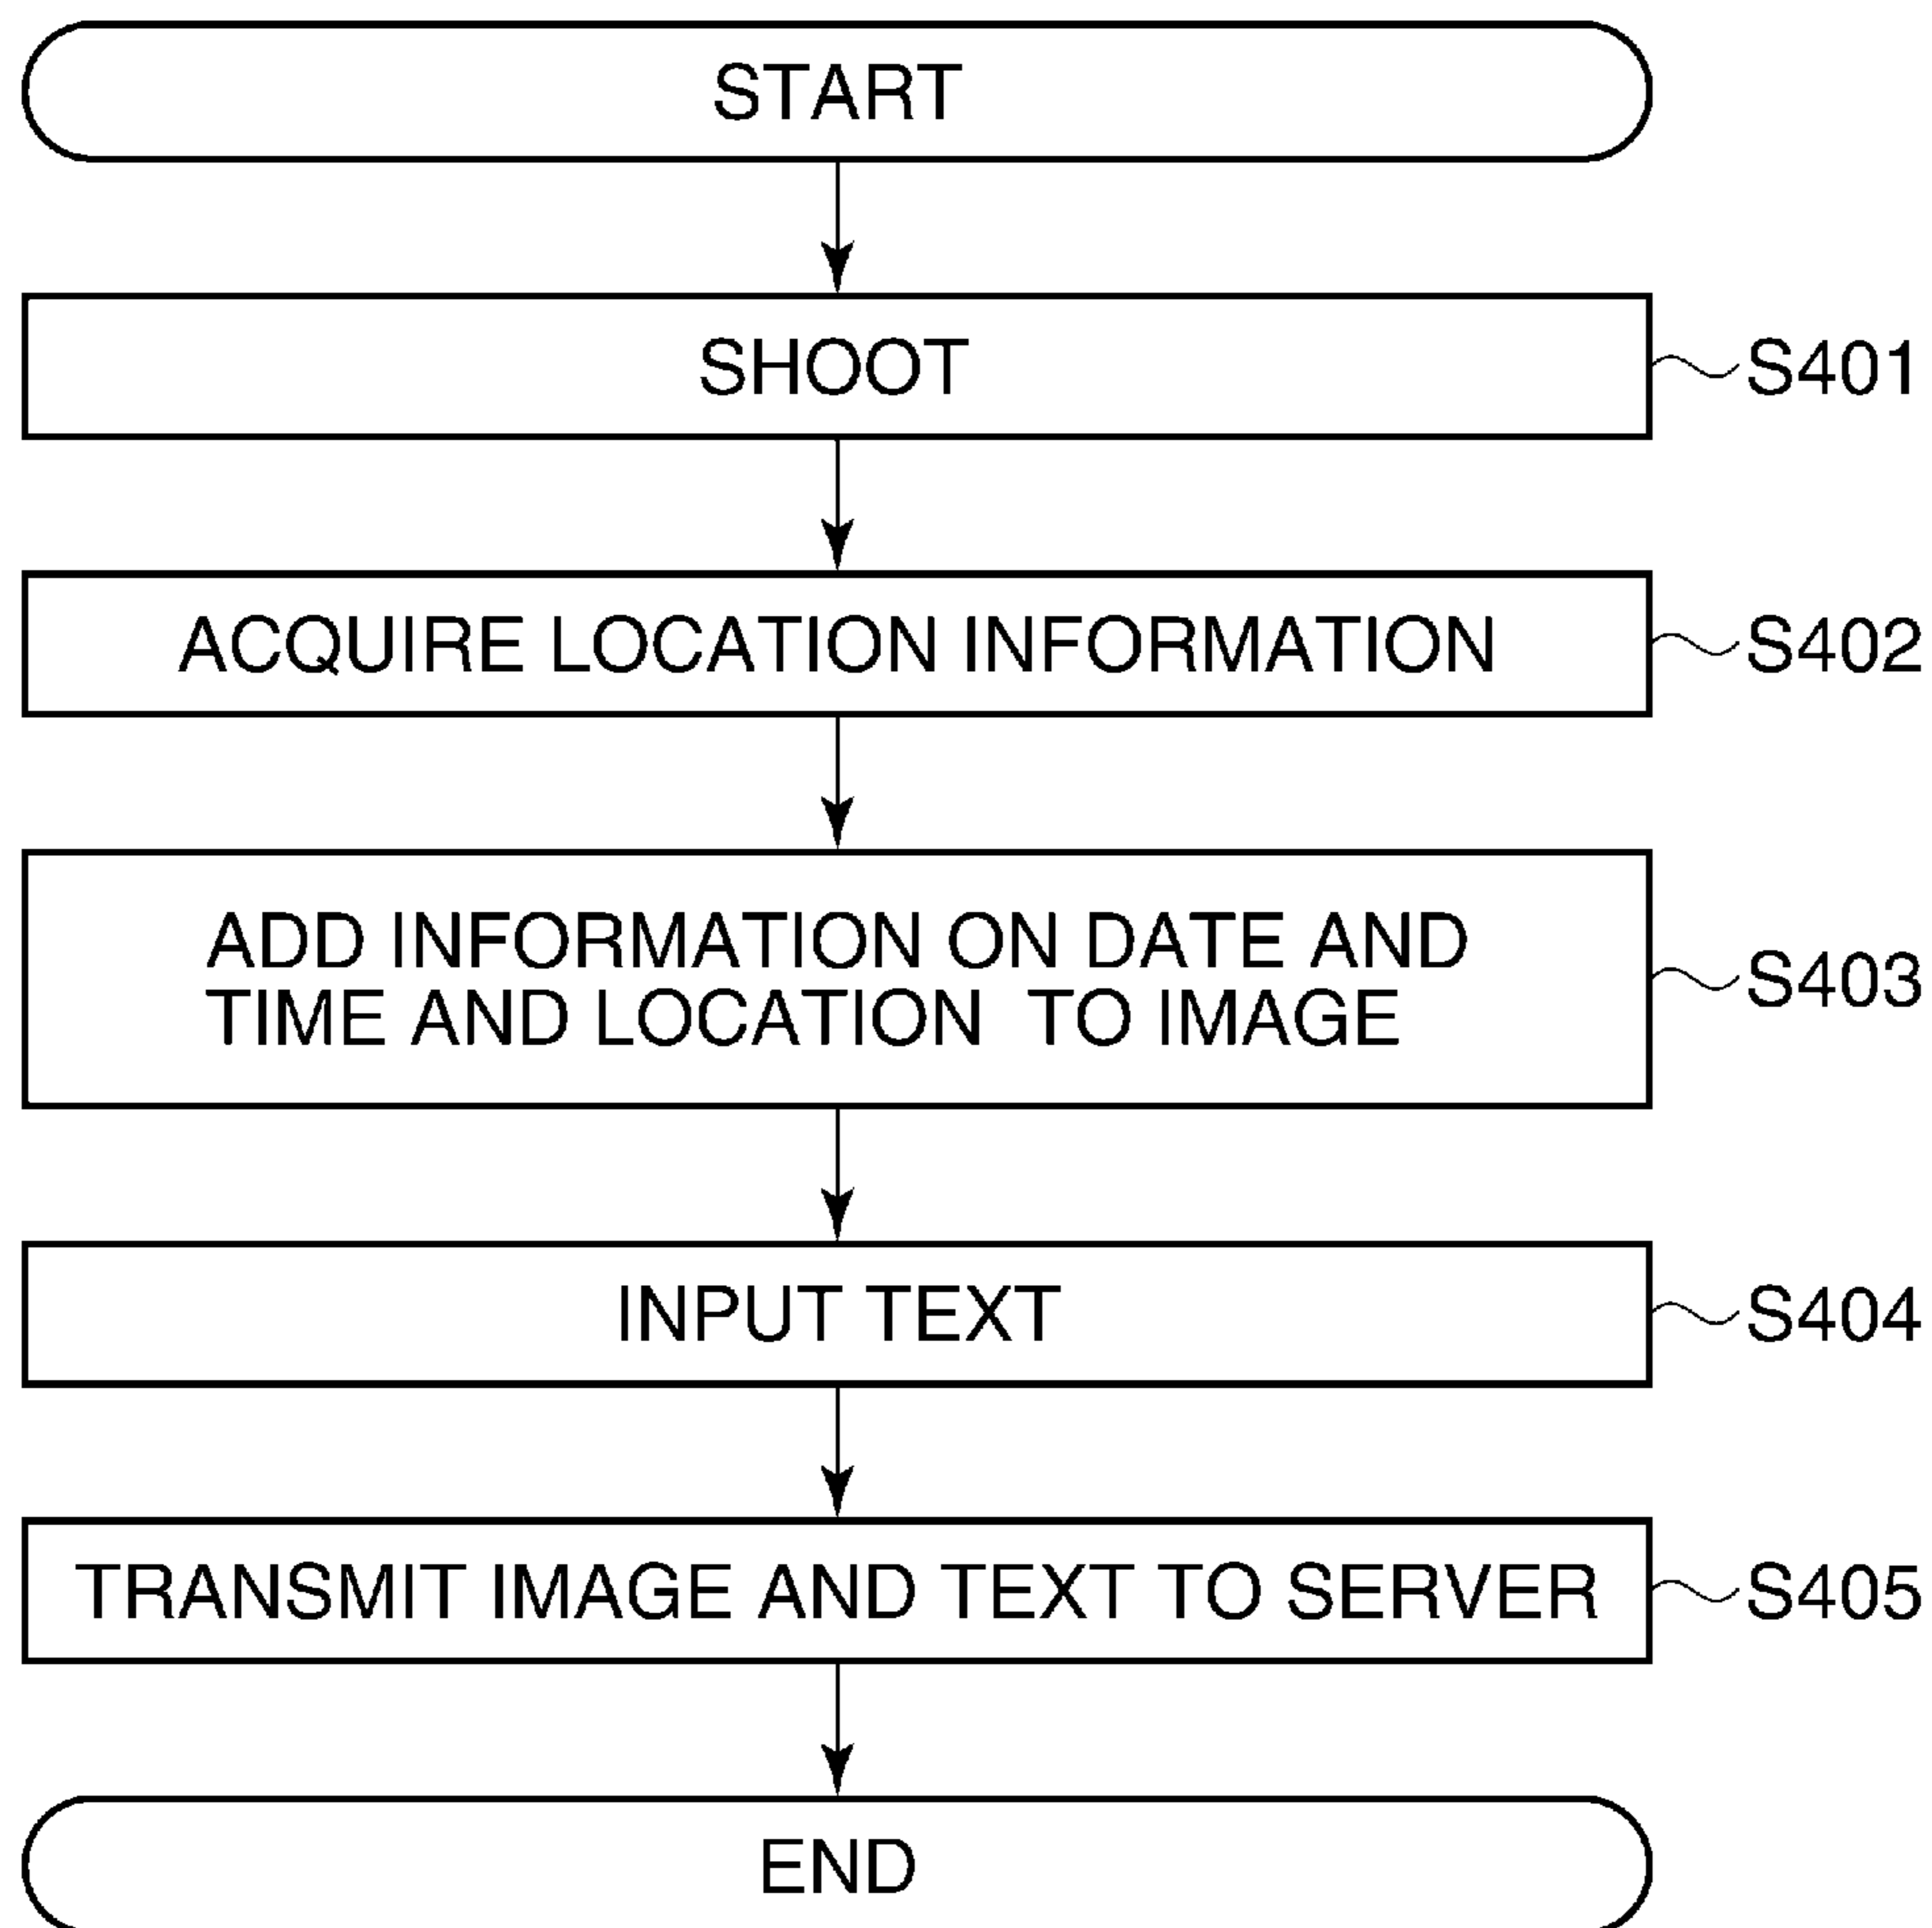 START
SHOOT
S401
ACQUIRE LOCATION INFORMATION
S402
ADD INFORMATION ON DATE AND
TIME AND LOCATION TO IMAGE
S403
INPUT TEXT
S404
TRANSMIT IMAGE AND TEXT TO SERVER
S405
END